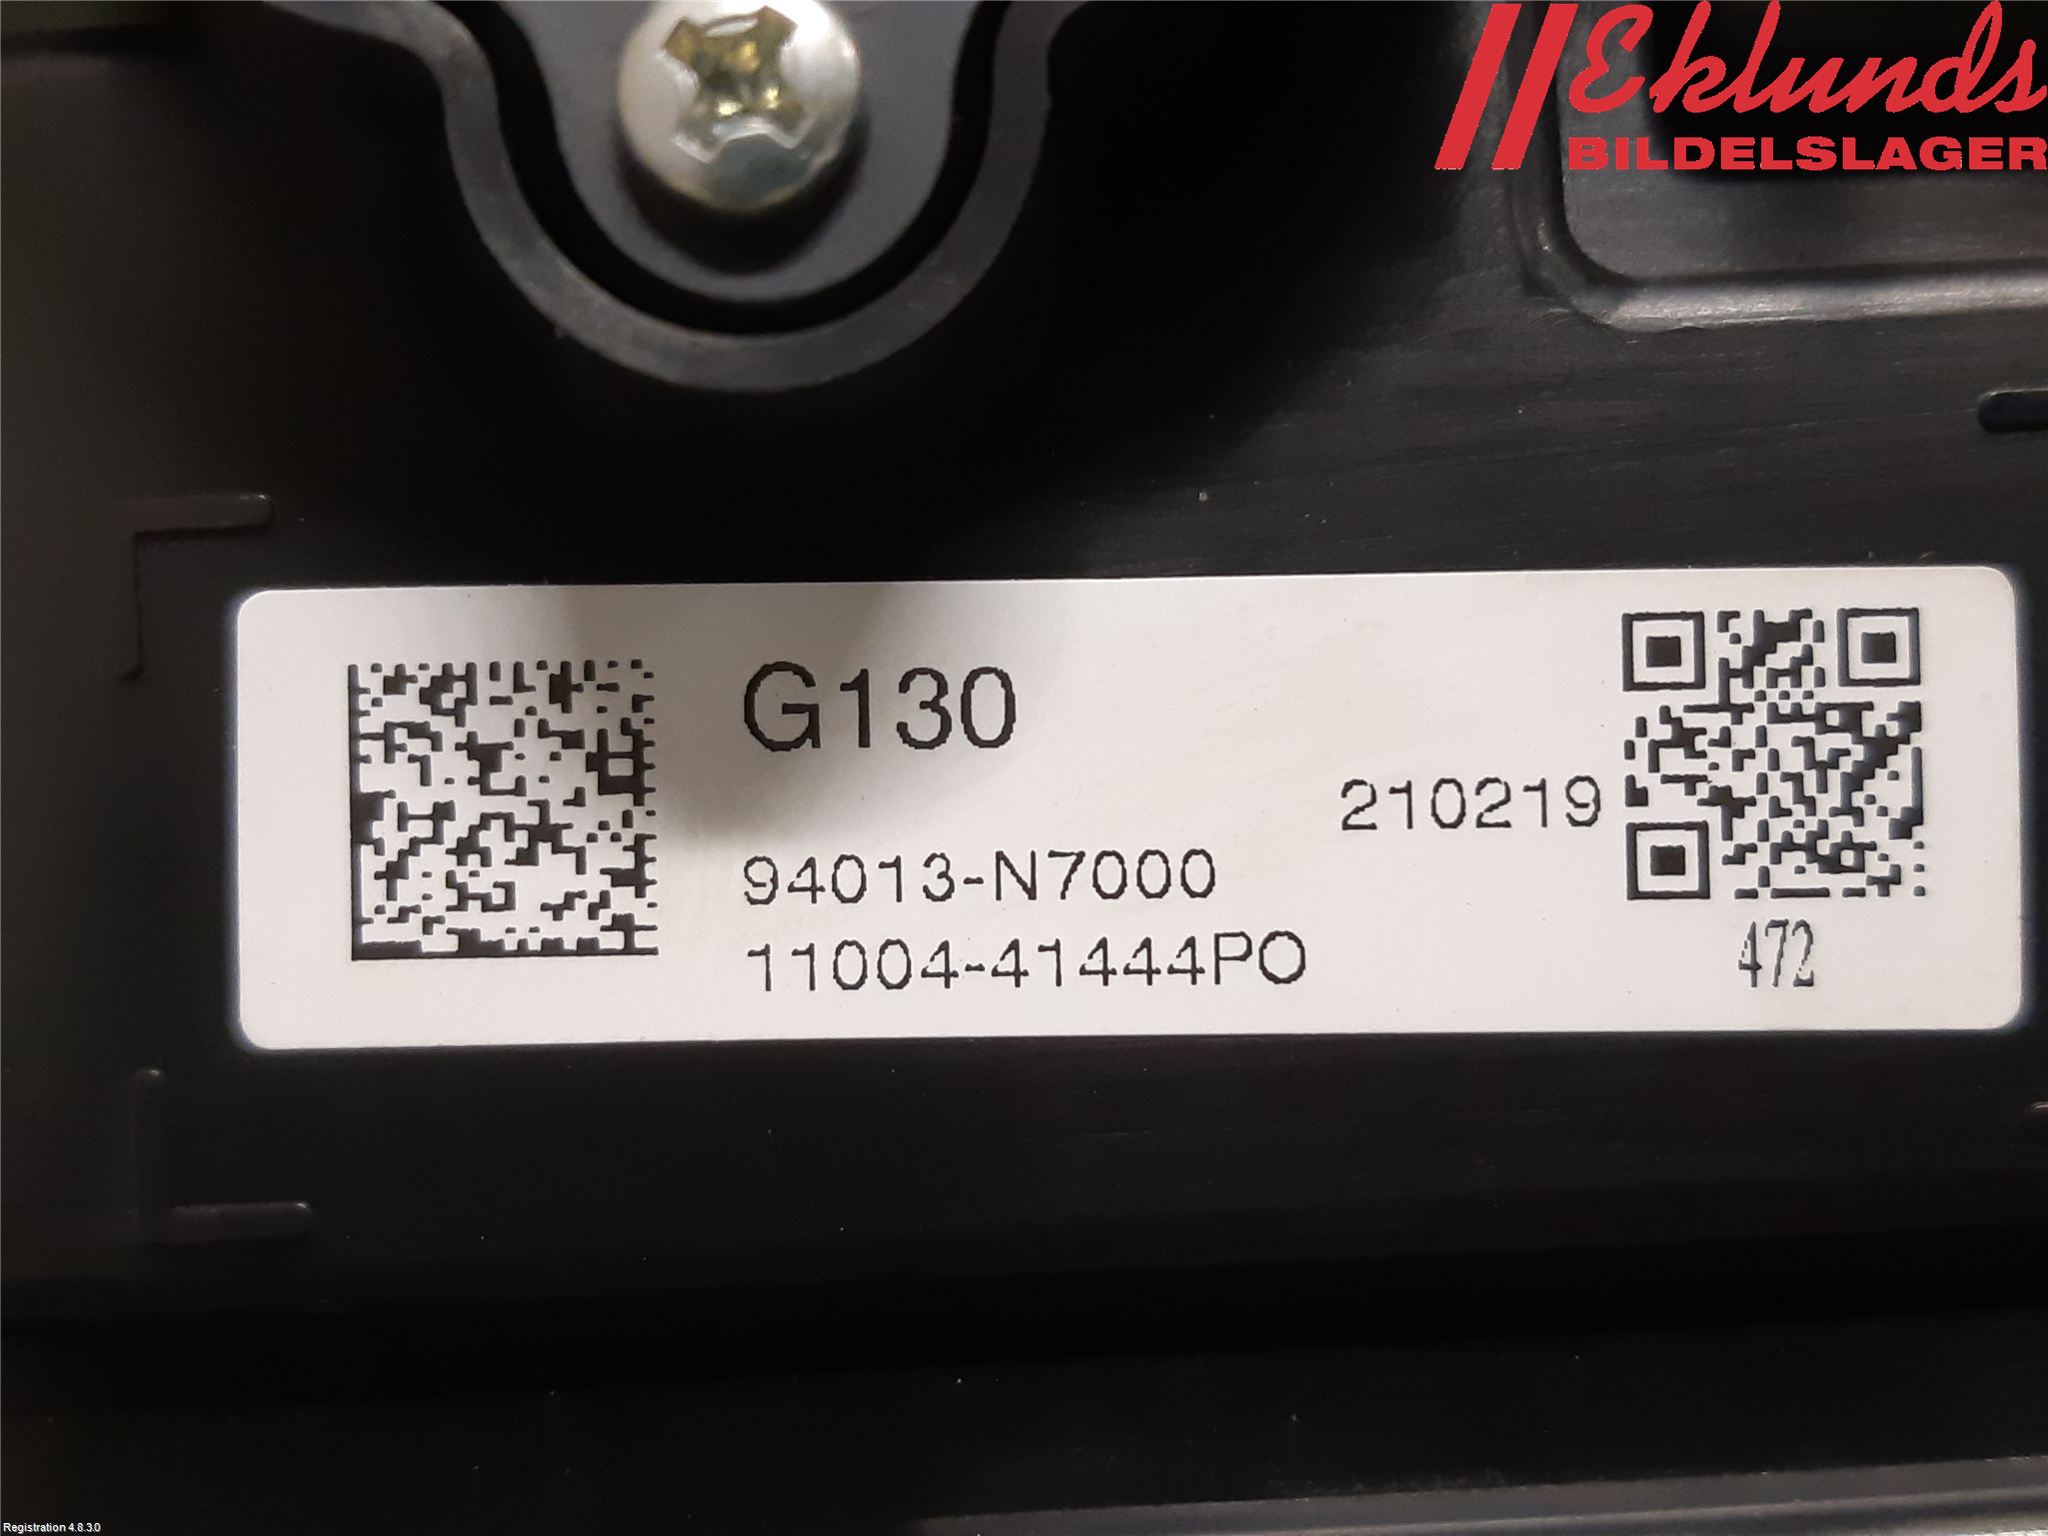 Eklunds
BILDELSLAGER
G130
210219
94013-N7000
11004-41444PO
472
Registration 4.8.3.0